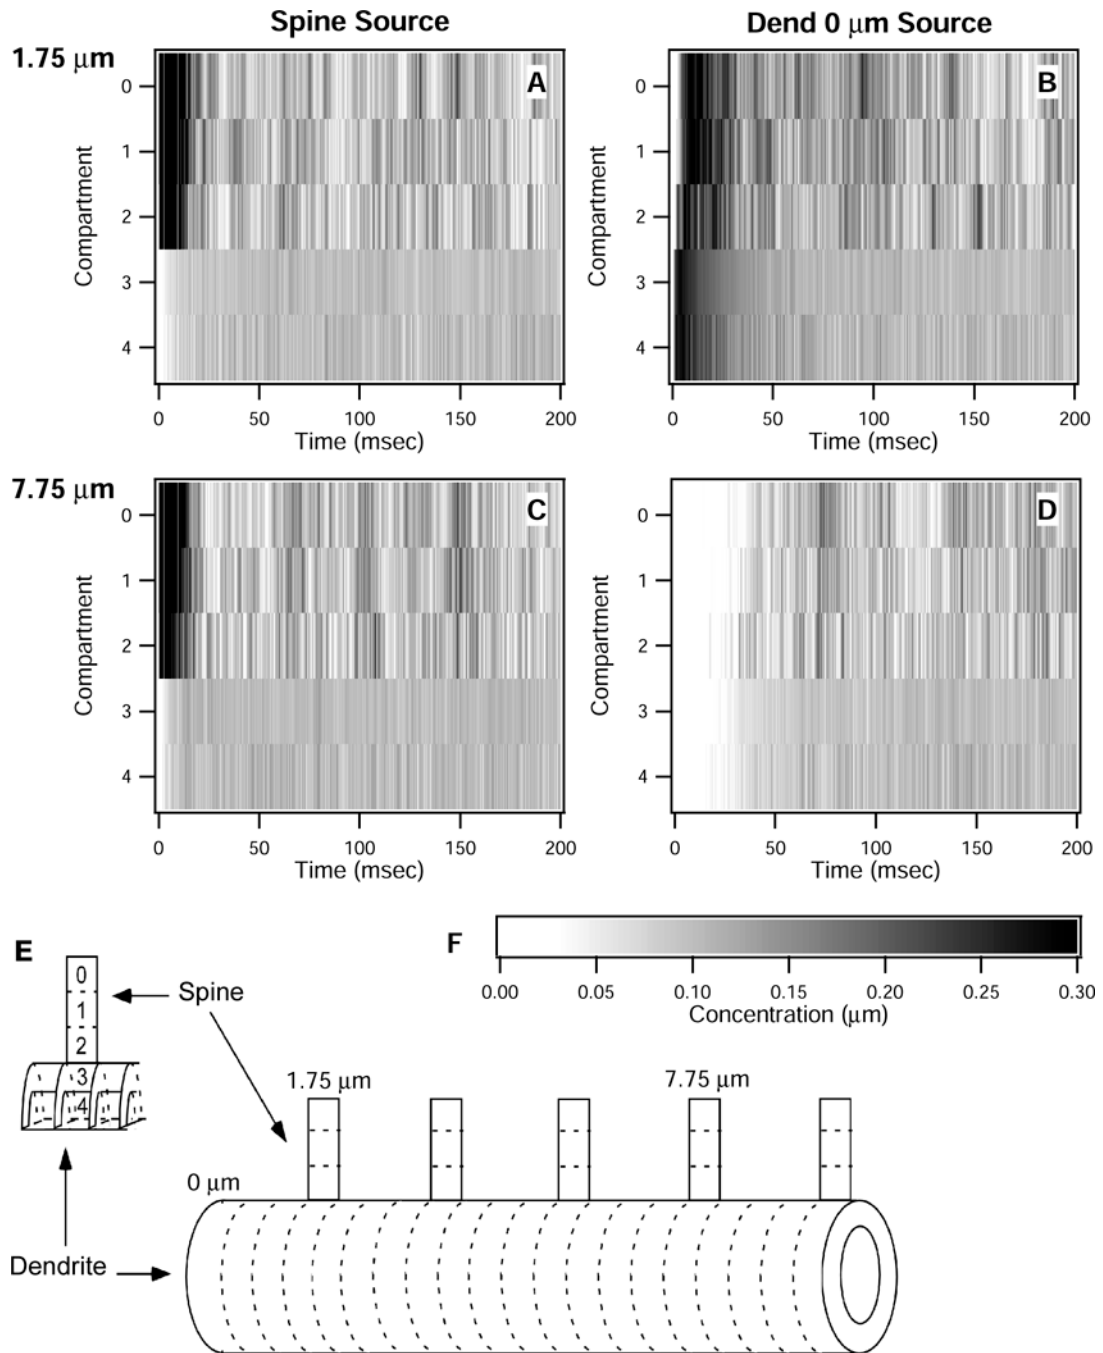 Spine Source
Dend 0 μm Source
1.75 μm
A
0
1
2
3
4
Compartment
0 50 100 150 200
Time (msec)
B
0
1
2
3
4
Compartment
0 50 100 150 200
Time (msec)
7.75 μm
C
0
1
2
3
4
Compartment
0 50 100 150 200
Time (msec)
D
0
1
2
3
4
Compartment
0 50 100 150 200
Time (msec)
E
0
1
2
3
4
Spine
Dendrite
F
0.00 0.05 0.10 0.15 0.20 0.25 0.30
Concentration (μm)
1.75 μm
7.75 μm
0 μm